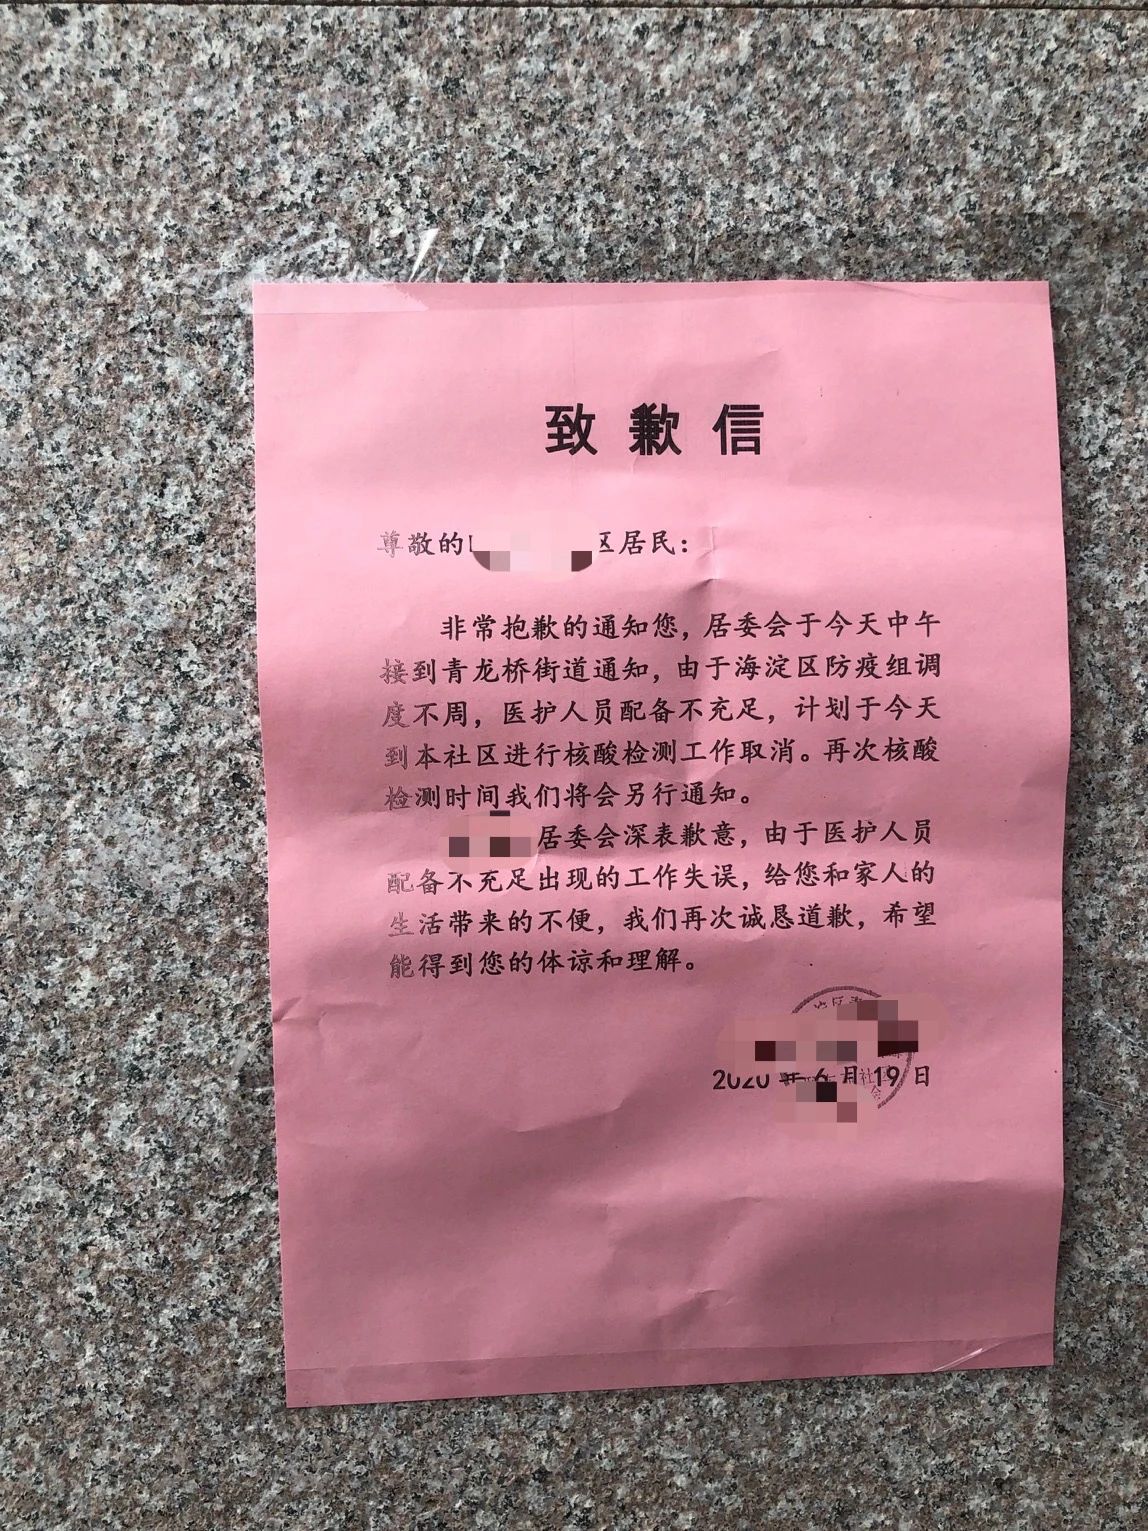 致歉信
尊敬的区居民：
非常抱歉的通知您，居委会于今天中午
接到青龙桥街道通知，由于海淀区防疫组调
度不周，医护人员配备不充足，计划于今天
到本社区进行核酸检测工作取消。再次核酸
检测时间我们将会另行通知。
居委会深表歉意，由于医护人员
配备不充足出现的工作失误，给您和家人的
生活带来的不便，我们再次诚恳道歉，希望
能得到您的体谅和理解。
2020年6月19日